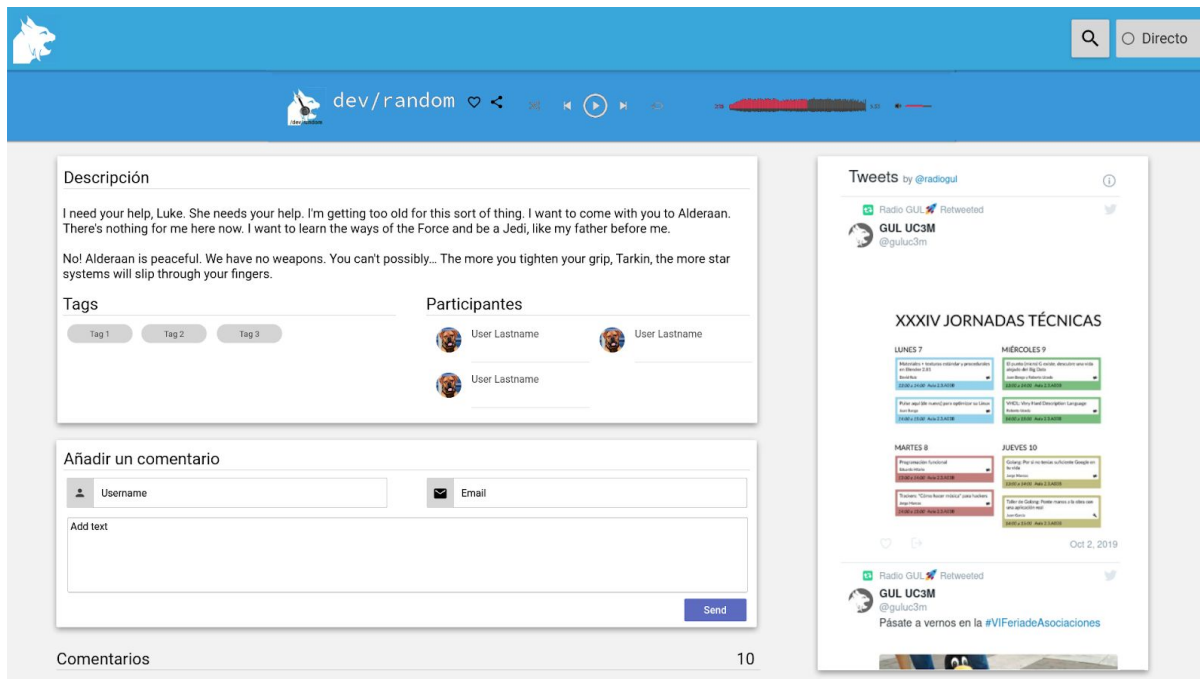 Directo
dev/random
Descripción
I need your help, Luke. She needs your help. I'm getting too old for this sort of thing. I want to come with you to Alderaan.
There's nothing for me here now. I want to learn the ways of the Force and be a Jedi, like my father before me.
No! Alderaan is peaceful. We have no weapons. You can't possibly… The more you tighten your grip, Tarkin, the more star
systems will slip through your fingers.
Tags
Tag 1
Tag 2
Tag 3
Participantes
User Lastname
User Lastname
User Lastname
Añadir un comentario
Username
Email
Add text
Send
Comentarios
10
Tweets by @radiogul
Radio GUL Retweeted
GUL UC3M
@guluc3m
XXXIV JORNADAS TÉCNICAS
LUNES 7
MIÉRCOLES 9
MARTES 8
JUEVES 10
Programación funcional
Oct 2, 2019
Radio GUL Retweeted
GUL UC3M
@guluc3m
Pásate a vernos en la #VIFeriadeAsociaciones